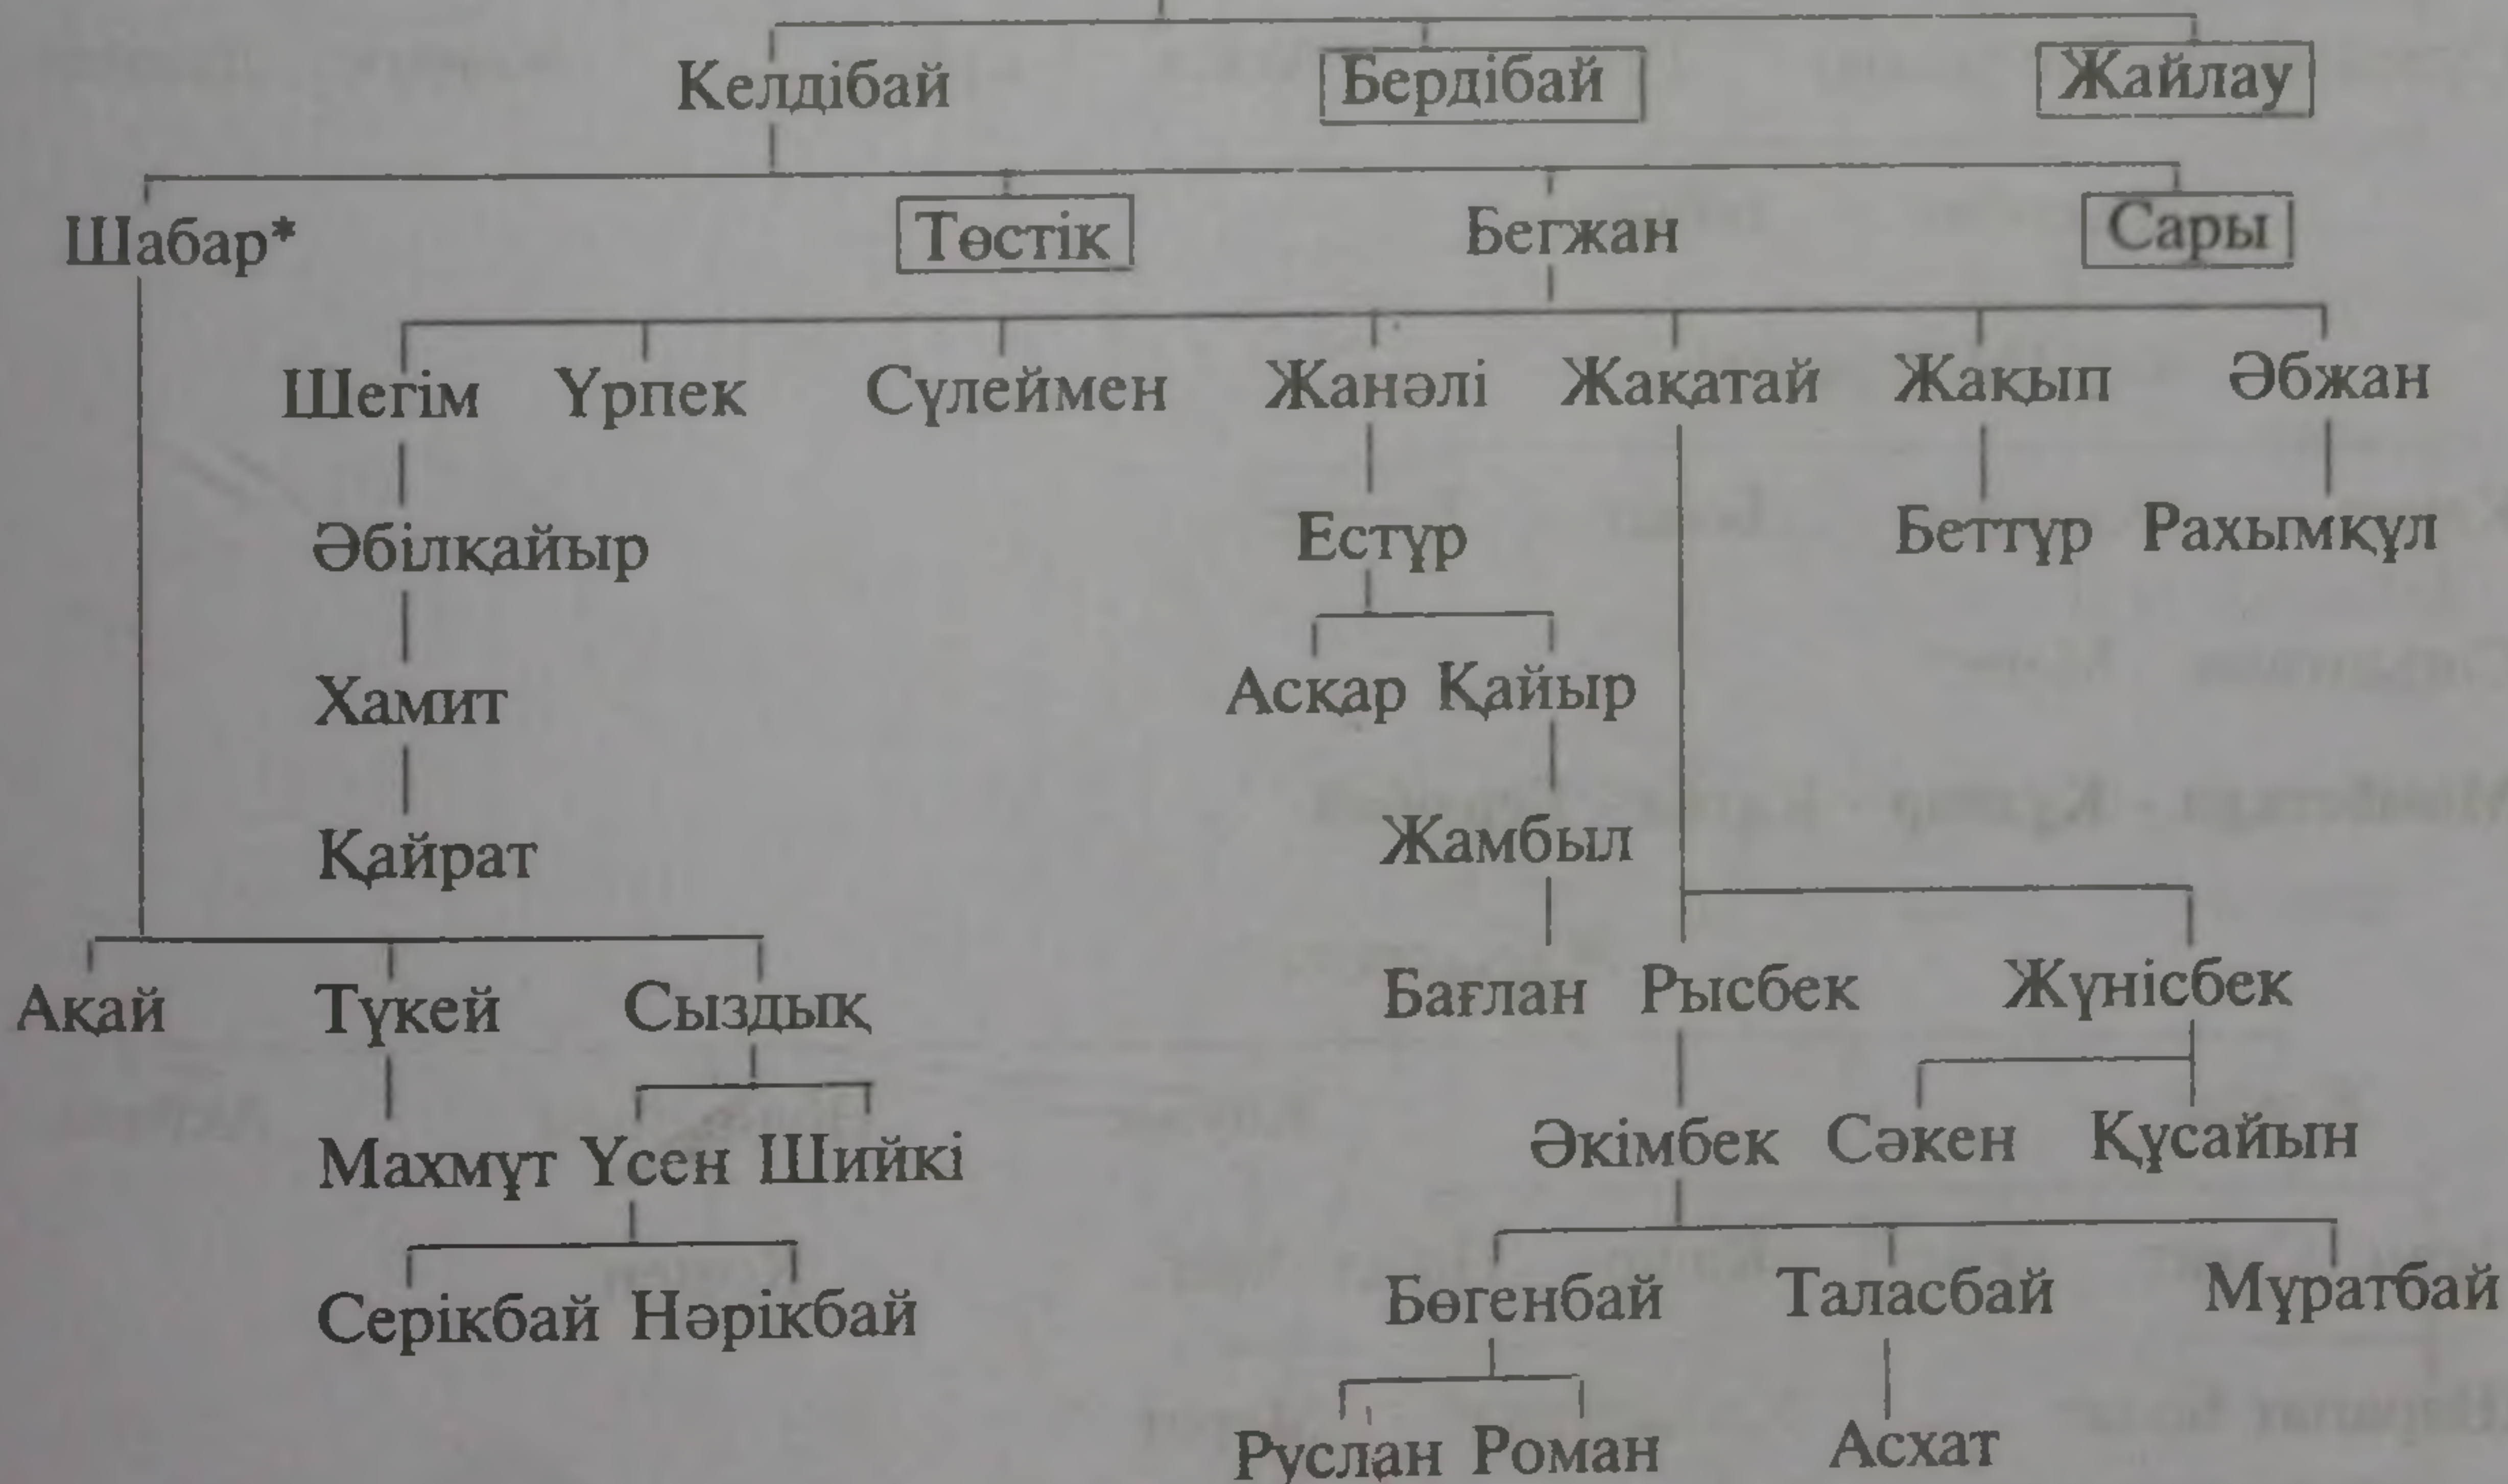 Келдібай Бердібай Жайлау
Шабар* Төстік Бегжан Сары
Шегім Үрпек Сүлеймен Жанәлі Жақатай Жақып Әбжан
Әбілқайыр Естұр Беттұр Рахымқұл
Хамит Асқар Қайыр
Қайрат Жамбыл
Ақай Түкей Сыздық Бағлан Рысбек Жүнісбек
Махмұт Үсен Шийкі Әкімбек Сәкен Құсайын
Серікбай Нәрікбай Бөгенбай Таласбай Мұратбай
Руслан Роман Асхат